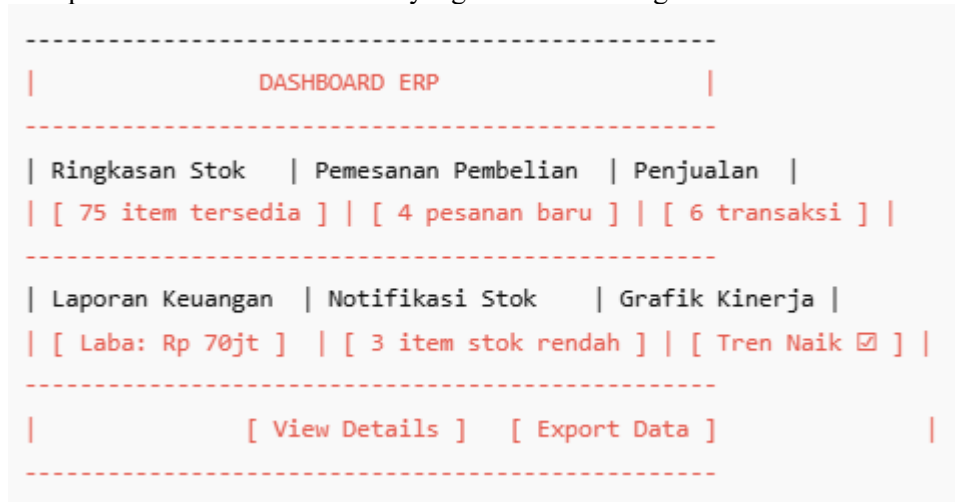 --------------------------------------------------
|                DASHBOARD ERP                    |
--------------------------------------------------
| Ringkasan Stok   | Pemesanan Pembelian  | Penjualan  |
| [ 75 item tersedia ] | [ 4 pesanan baru ] | [ 6 transaksi ] |
--------------------------------------------------
| Laporan Keuangan  | Notifikasi Stok    | Grafik Kinerja |
| [ Laba: Rp 70jt ]  | [ 3 item stok rendah ] | [ Tren Naik ☑ ] |
--------------------------------------------------
|               [ View Details ]   [ Export Data ]               |
--------------------------------------------------